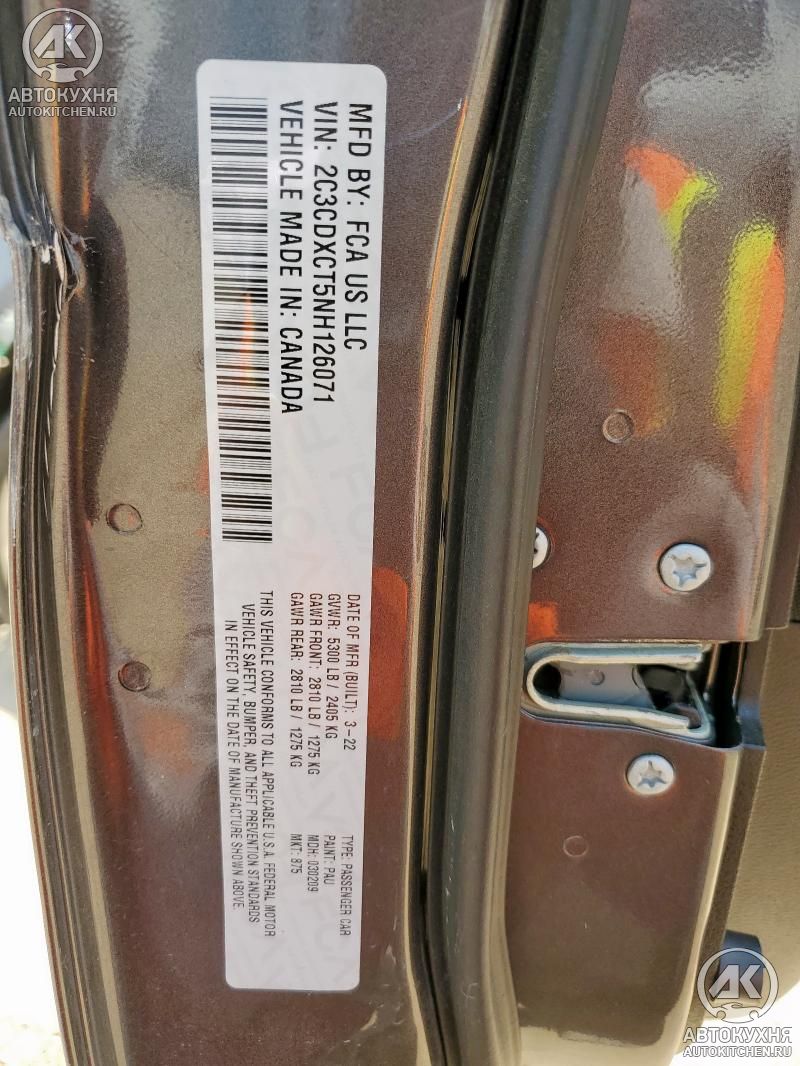 AK
АВТОКУХНЯ
AUTOKITCHEN.RU
MFD BY: FCA US LLC
VIN: 2C3CDXCT5NH126071
VEHICLE MADE IN: CANADA
DATE OF MFR (BUILT): 3-22
GVWR: 5300 LB / 2405 KG
GAWR FRONT: 2810 LB / 1275 KG
GAWR REAR: 2810 LB / 1275 KG
THIS VEHICLE CONFORMS TO ALL APPLICABLE U.S.A. FEDERAL MOTOR
VEHICLE SAFETY, BUMPER, AND THEFT PREVENTION STANDARDS
IN EFFECT ON THE DATE OF MANUFACTURE SHOWN ABOVE.
TYPE: PASSENGER CAR
PAINT: PAU
MDH: 030209
MKT: 875
AK
АВТОКУХНЯ
AUTOKITCHEN.RU